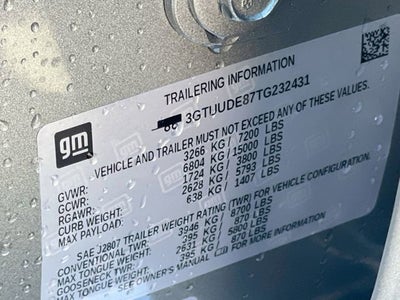 TRAILERING INFORMATION
3GTUUDE87TG232431
gm
VEHICLE AND TRAILER MUST NOT EXCEED ANY OF THESE VALUES.
GVWR: 3266 KG/ 7200 LBS
GCWR: 6804 KG/ 15000 LBS
RGAWR: 1724 KG/ 3800 LBS
CURB WEIGHT: 2628 KG/ 5793 LBS
MAX PAYLOAD: 638 KG/ 1407 LBS
SAE J2807 TRAILER WEIGHT RATING (TWR) FOR VEHICLE CONFIGURATION.
CONVENTIONAL TWR: 3946 KG/ 8700 LBS
MAX TONGUE WEIGHT: 395 KG/ 870 LBS
GOOSENECK TWR: 2631 KG/ 5800 LBS
MAX TONGUE WEIGHT: 395 KG/ 870 LBS
SEE OWNER'S MANUAL FOR MORE INFORMATION